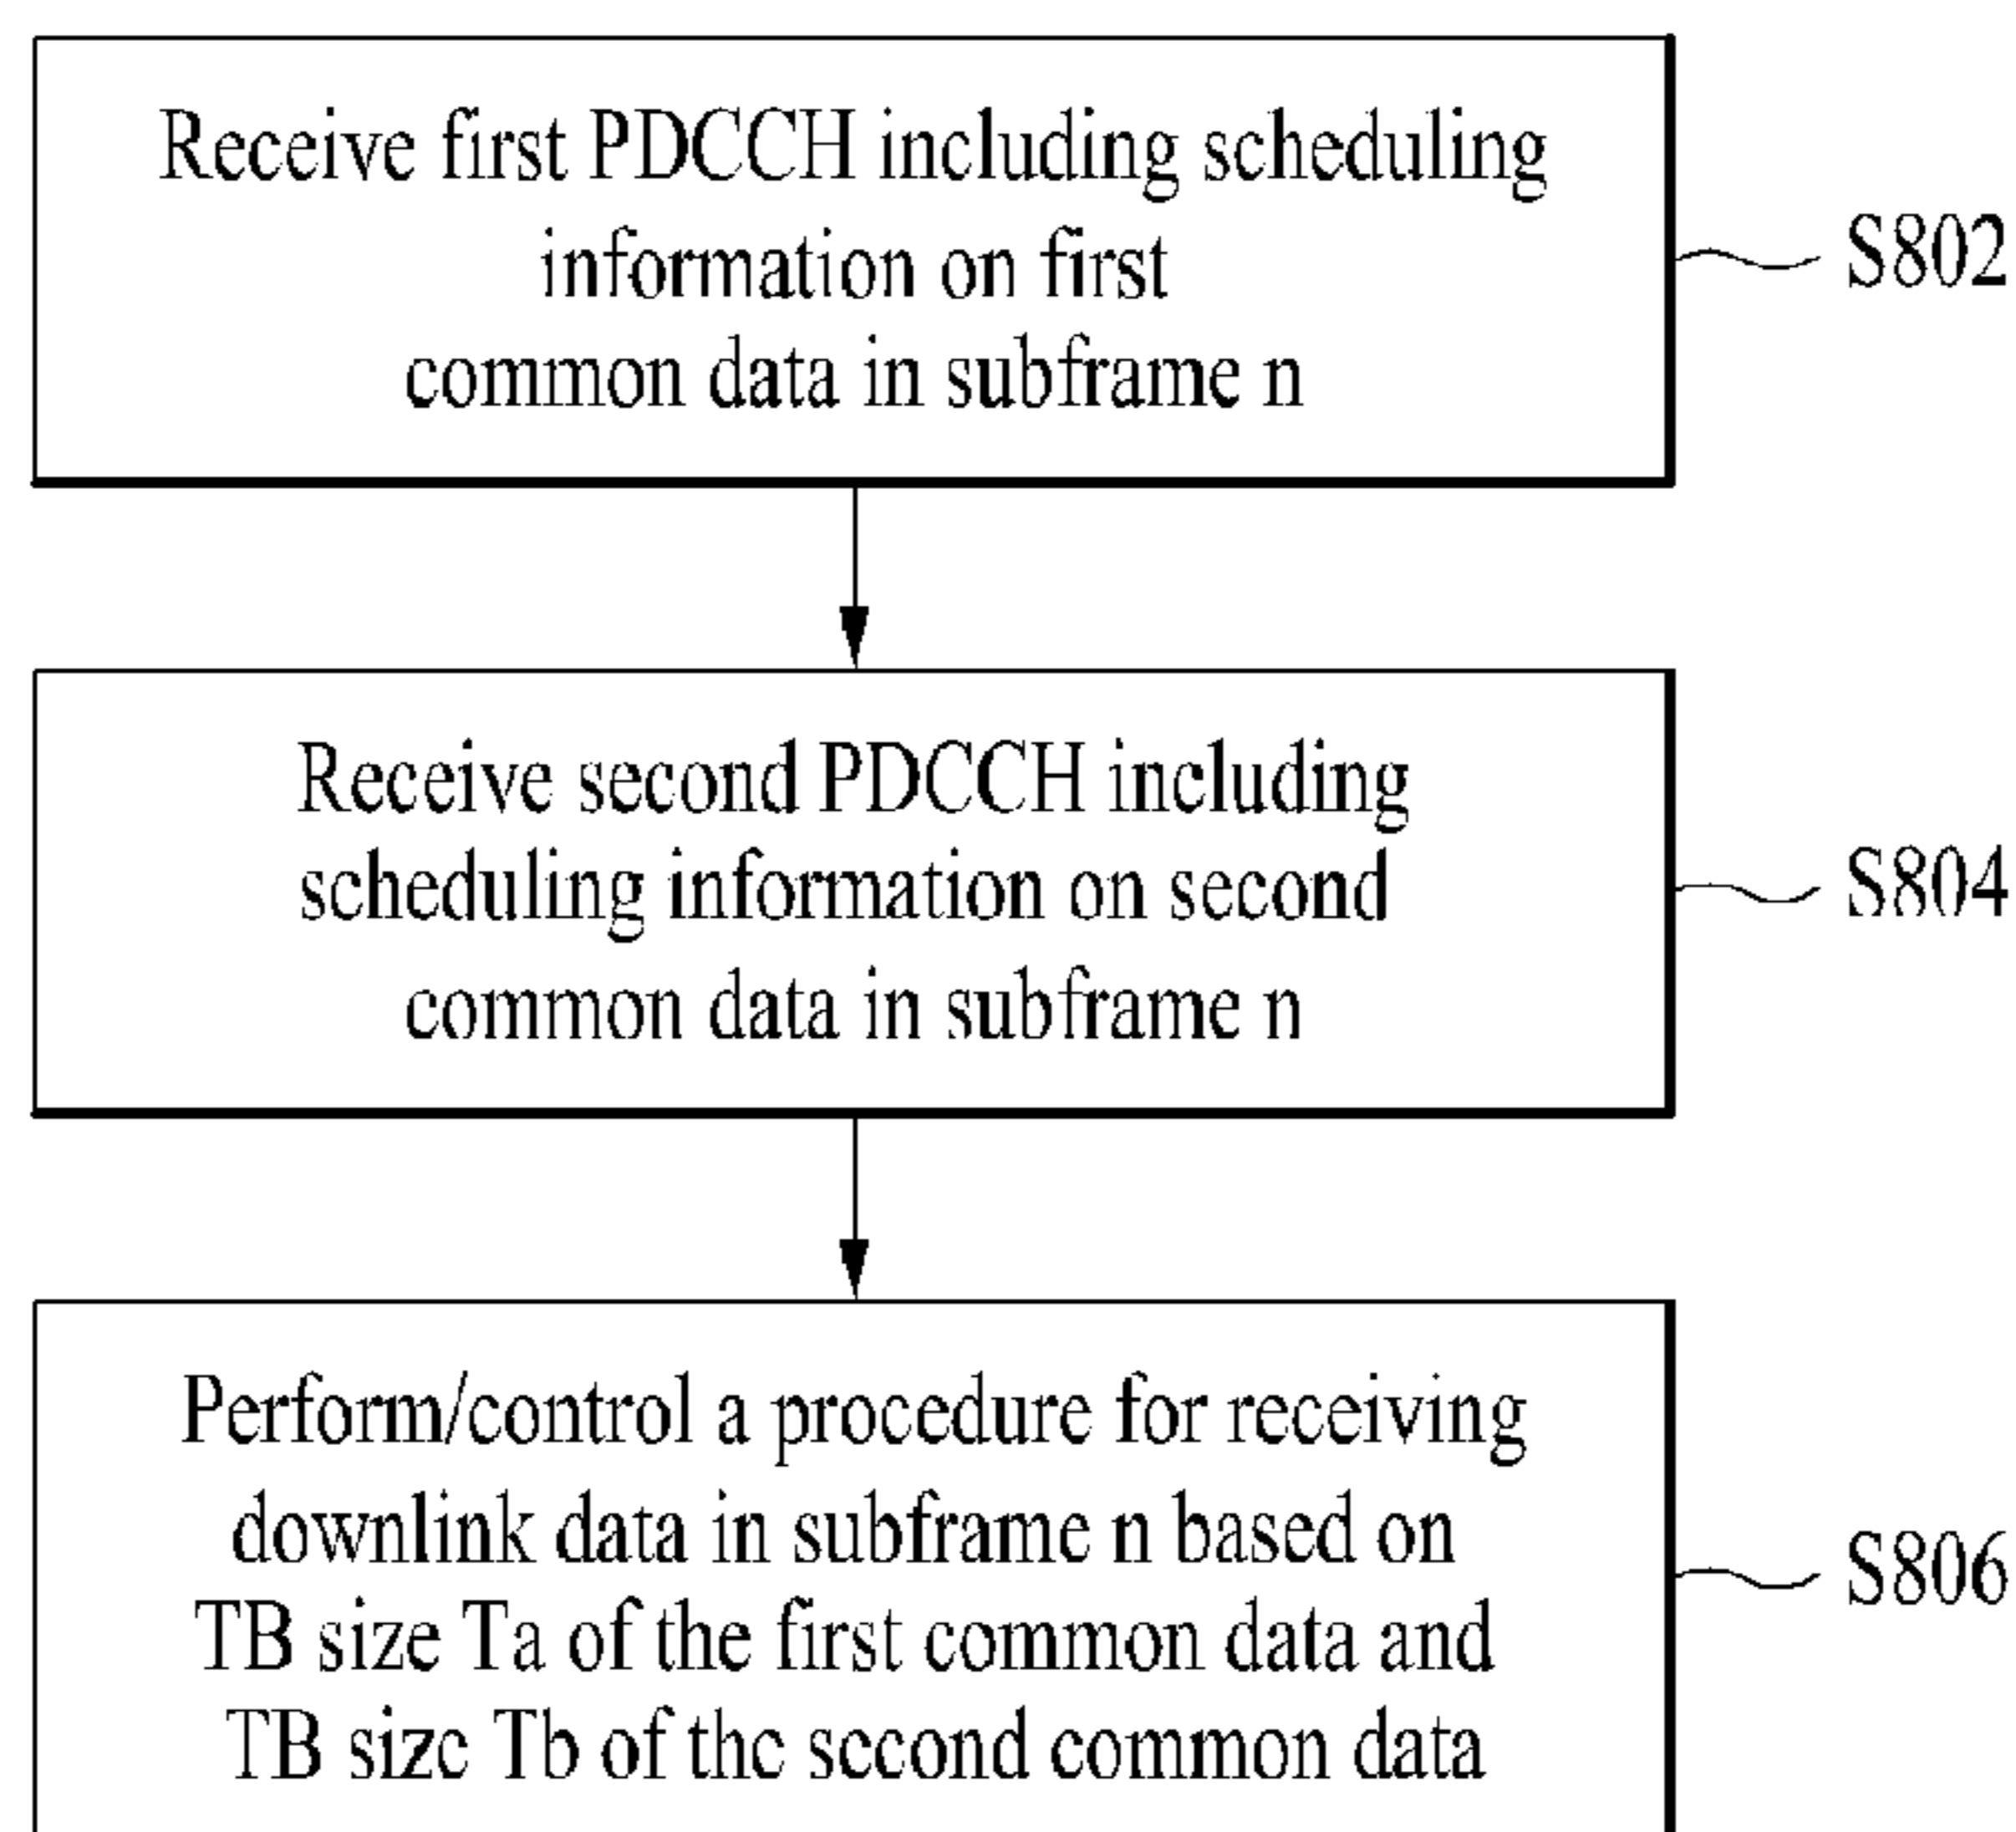 Receive first PDCCH including scheduling
information on first
common data in subframe n
S802
Receive second PDCCH including
scheduling information on second
common data in subframe n
S804
Perform/control a procedure for receiving
downlink data in subframe n based on
TB size Ta of the first common data and
TB size Tb of the second common data
S806